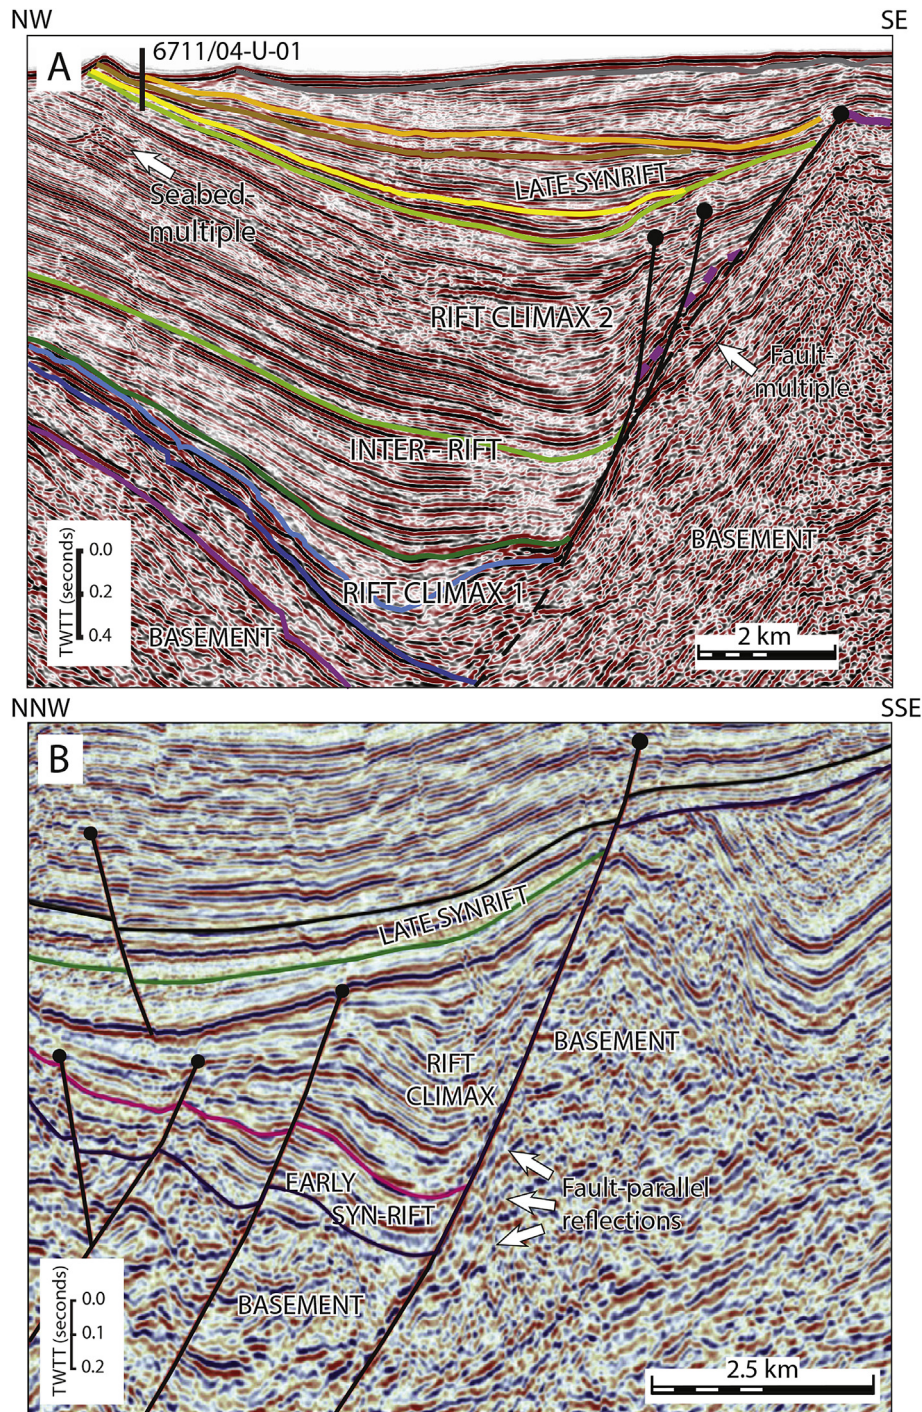 NW
SE
A
6711/04-U-01
Seabed-
multiple
LATE SYNRIFT
RIFT CLIMAX 2
Fault-
multiple
INTER - RIFT
BASEMENT
RIFT CLIMAX 1
BASEMENT
TWTT (seconds)
0.0
0.2
0.4
2 km
NNW
SSE
B
LATE SYNRIFT
BASEMENT
RIFT
CLIMAX
EARLY
SYN-RIFT
Fault-parallel
reflections
BASEMENT
TWTT (seconds)
0.0
0.1
0.2
2.5 km